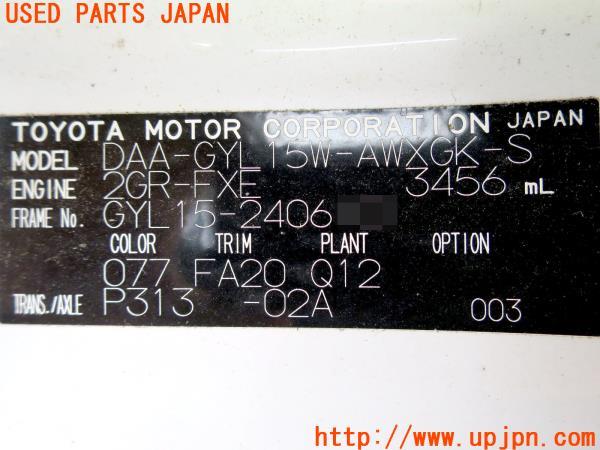 USED PARTS JAPAN
TOYOTA MOTOR CORPORATION JAPAN
MODEL DAA-GYL15W-AWXGK-S
ENGINE 2GR-FXE 3456 mL
FRAME No. GYL15-2406
COLOR TRIM PLANT OPTION
077 FA20 Q12
TRANS./AXLE P313 -02A 003
http://www.upjpn.com/